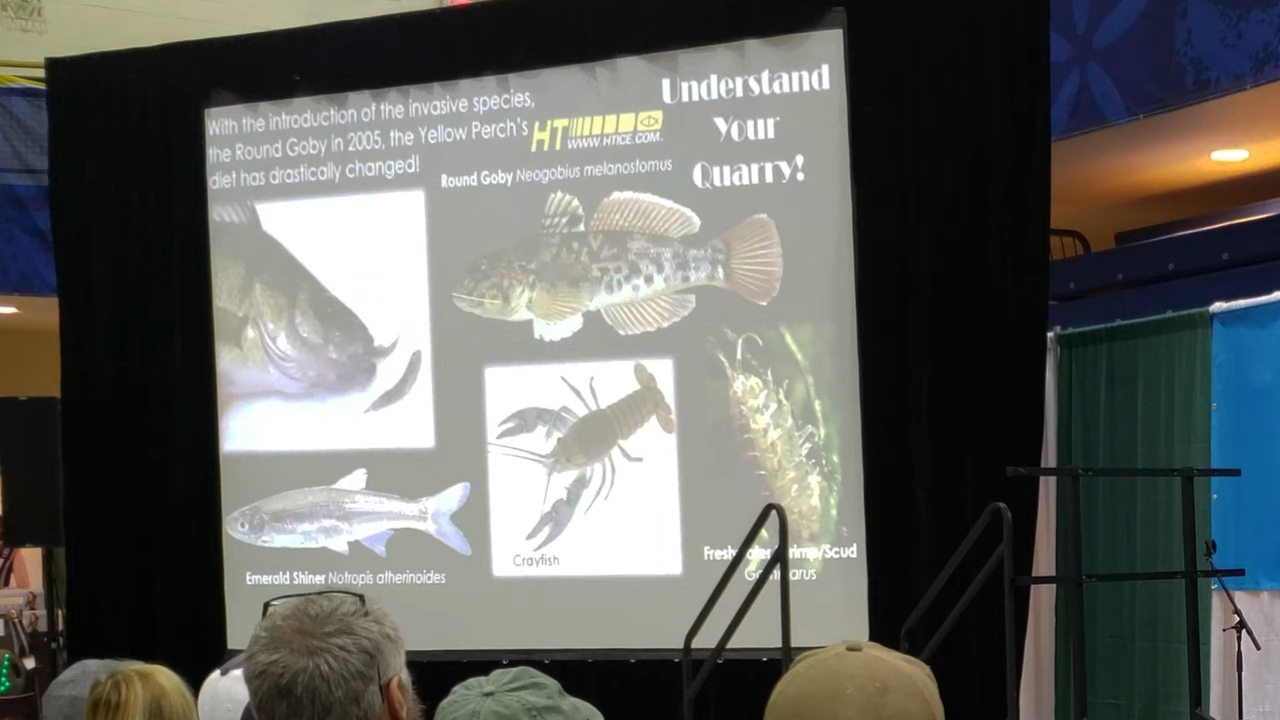 With the introduction of the invasive species,
the Round Goby in 2005, the Yellow Perch's
diet has drastically changed!
HT
WWW.HTICE.COM
Understand
Your
Quarry!
Round Goby Neogobius melanostomus
Emerald Shiner Notropis atherinoides
Crayfish
/Scud